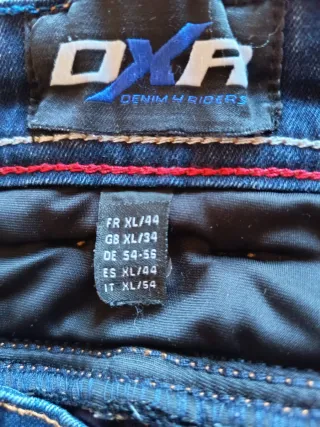 DXR
DENIM 4 RIDERS
FR XL/44
GB XL/34
DE 54-56
ES XL/44
IT XL/54